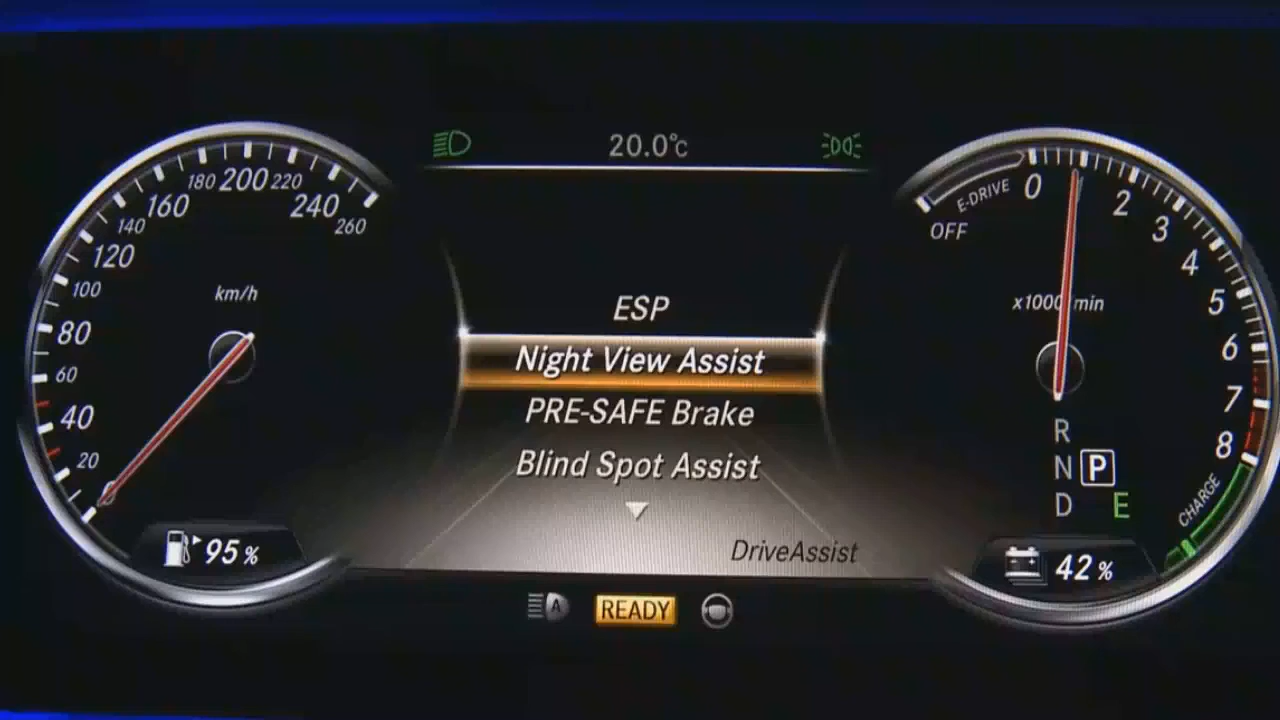 20.0°c
180 200 220
160 240
140 260
120
100
80
60
40
20
km/h
95%
ESP
Night View Assist
PRE-SAFE Brake
Blind Spot Assist
DriveAssist
A READY
E-DRIVE
OFF
0
2
3
4
5
6
7
8
x1000 min
R
N P
D E
CHARGE
42%